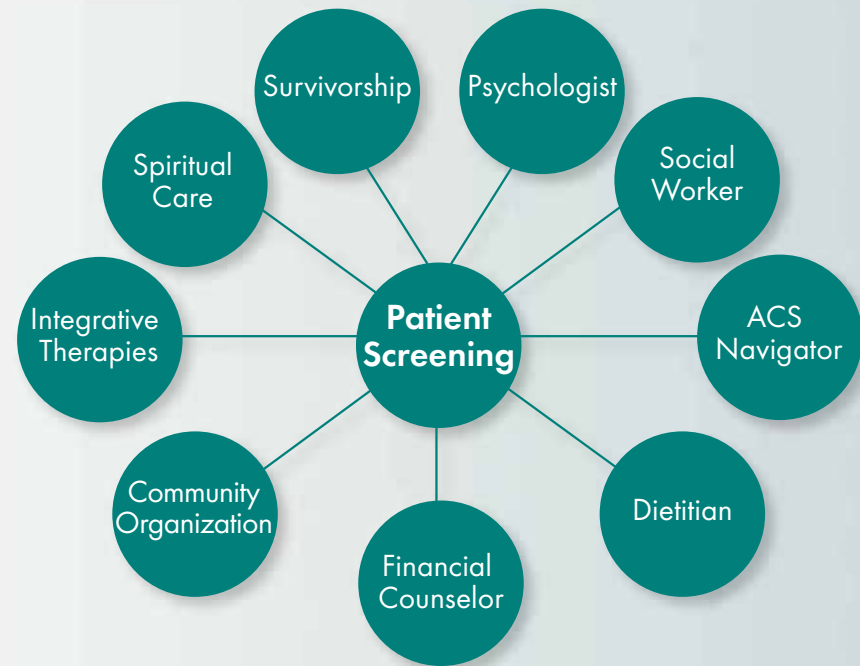 Survivorship
Psychologist
Spiritual
Care
Social
Worker
Integrative
Therapies
Patient
Screening
ACS
Navigator
Community
Organization
Dietitian
Financial
Counselor